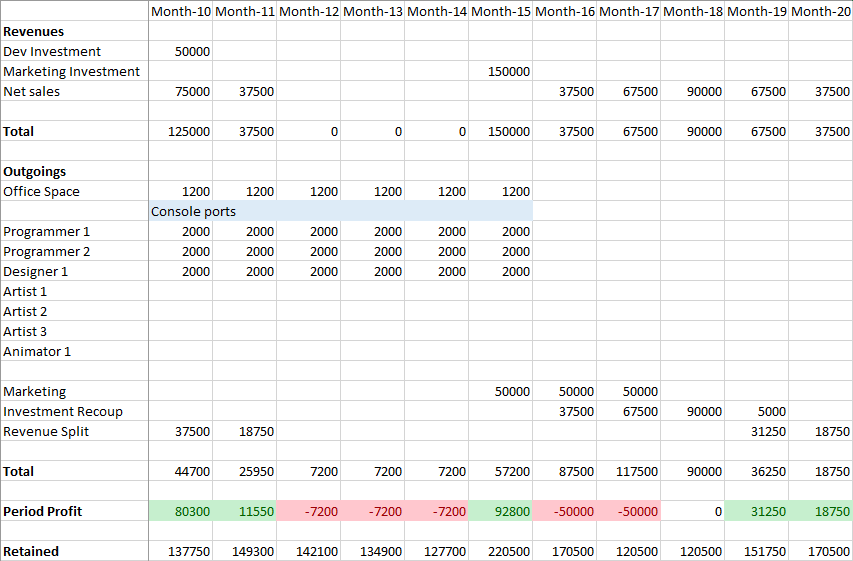 Month-10 Month-11 Month-12 Month-13 Month-14 Month-15 Month-16 Month-17 Month-18 Month-19 Month-20
Revenues
Dev Investment 50000
Marketing Investment 150000
Net sales 75000 37500 37500 67500 90000 67500 37500
Total 125000 37500 0 0 0 150000 37500 67500 90000 67500 37500
Outgoings
Office Space 1200 1200 1200 1200 1200 1200
Console ports
Programmer 1 2000 2000 2000 2000 2000 2000
Programmer 2 2000 2000 2000 2000 2000 2000
Designer 1 2000 2000 2000 2000 2000 2000
Artist 1
Artist 2
Artist 3
Animator 1
Marketing 50000 50000 50000
Investment Recoup 37500 67500 90000 5000
Revenue Split 37500 18750 31250 18750
Total 44700 25950 7200 7200 7200 57200 87500 117500 90000 36250 18750
Period Profit 80300 11550 -7200 -7200 -7200 92800 -50000 -50000 0 31250 18750
Retained 137750 149300 142100 134900 127700 220500 170500 120500 120500 151750 170500